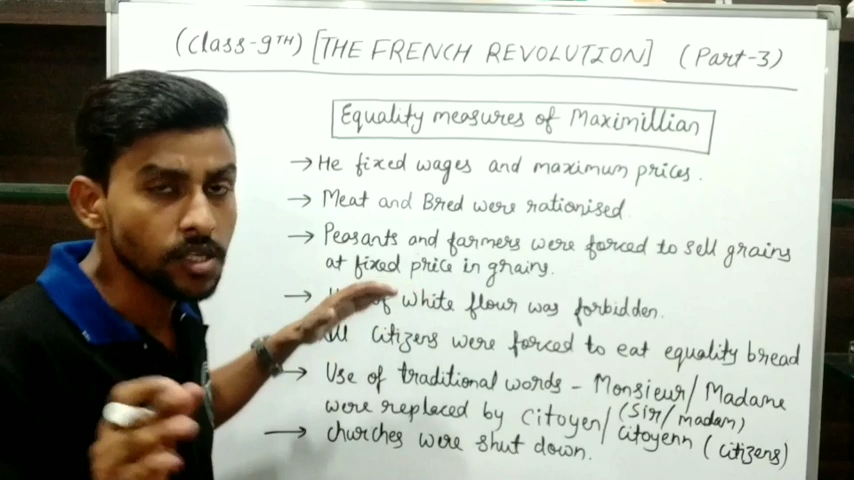 (Class-9TH) [THE FRENCH REVOLUTION] (Part-3)
Equality measures of Maximillian
→ He fixed wages and maximum prices.
→ Meat and Bred were rationised.
→ Peasants and farmers were forced to sell grains
at fixed price in grains.
→ of white flour was forbidden.
citizens were forced to eat equality bread
→ Use of traditional words - Monsieur/Madame
were replaced by Citoyen/ (Sir/madam)
citoyenn (citizens)
→ churches were shut down.